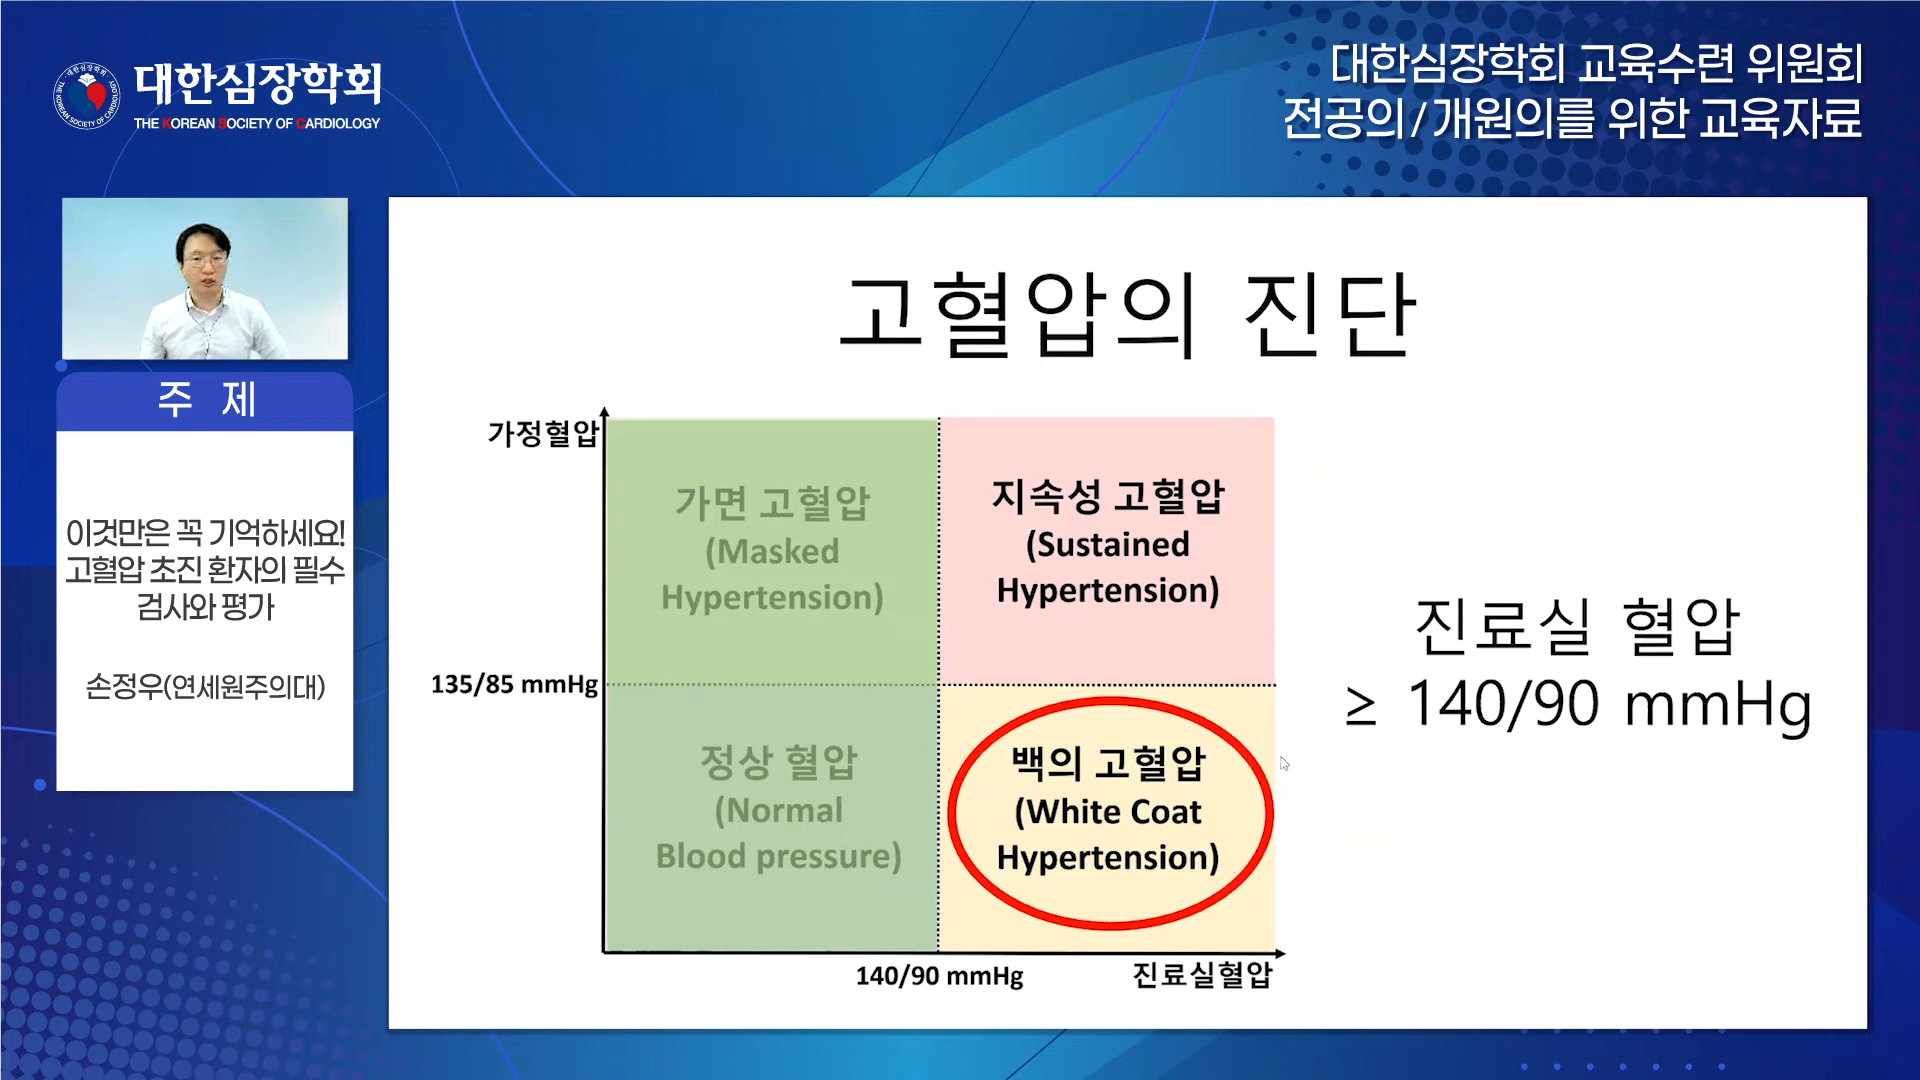 대한심장학회
THE KOREAN SOCIETY OF CARDIOLOGY
대한심장학회 교육수련 위원회
전공의/개원의를 위한 교육자료
주 제
이것만은 꼭 기억하세요!
고혈압 초진 환자의 필수
검사와 평가
손정우(연세원주의대)
고혈압의 진단
가정혈압
가면 고혈압
(Masked
Hypertension)
지속성 고혈압
(Sustained
Hypertension)
135/85 mmHg
정상 혈압
(Normal
Blood pressure)
백의 고혈압
(White Coat
Hypertension)
140/90 mmHg
진료실혈압
진료실 혈압
≥ 140/90 mmHg